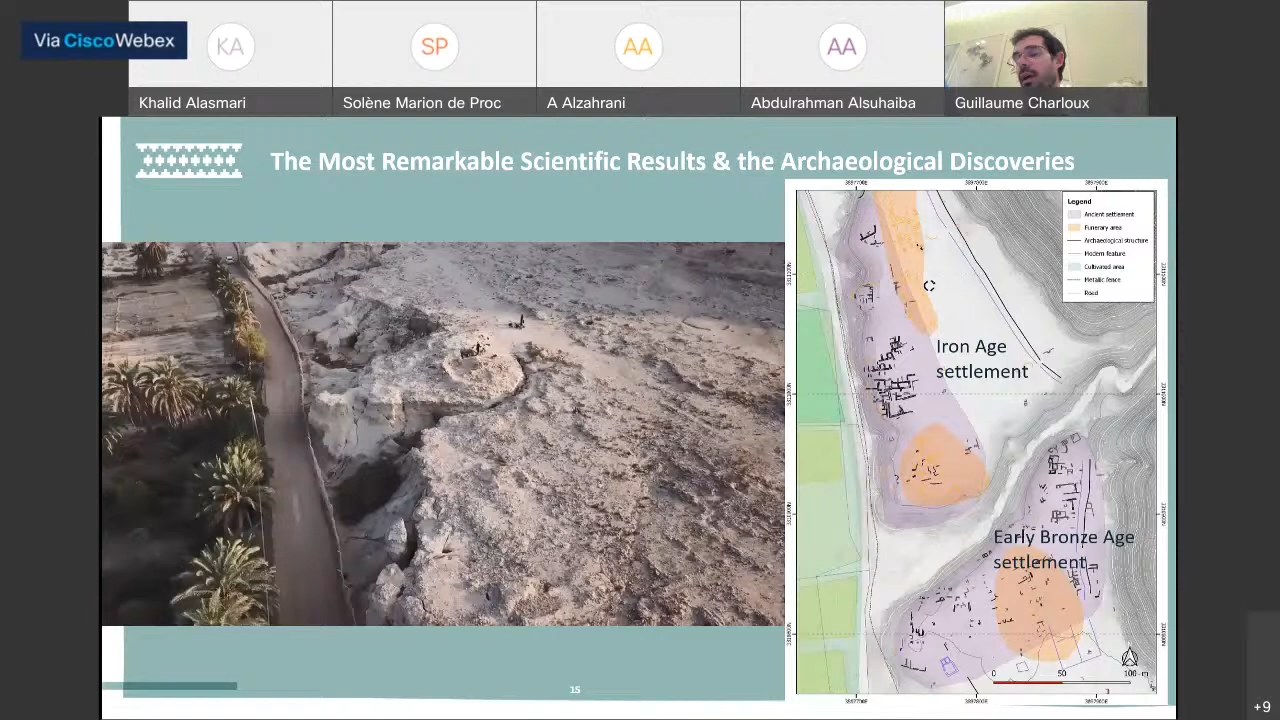 Via Cisco Webex
KA
SP
AA
AA
Khalid Alasmari
Solène Marion de Proc
A Alzahrani
Abdulrahman Alsuhaiba
Guillaume Charloux
The Most Remarkable Scientific Results & the Archaeological Discoveries
Legend
Ancient settlement
Funerary area
Archaeological structure
Modern feature
Cultivated area
Metallic fence
Road
Iron Age
settlement
Early Bronze Age
settlement
0 50 100 m
15
+9